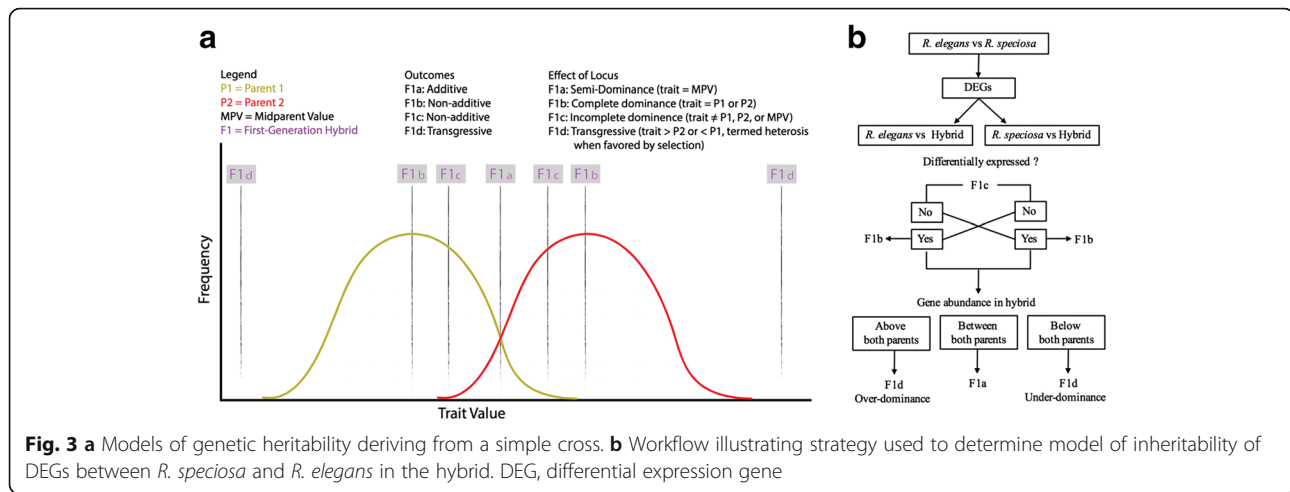 a
Legend
P1 = Parent 1
P2 = Parent 2
MPV = Midparent Value
F1 = First-Generation Hybrid
Outcomes
F1a: Additive
F1b: Non-additive
F1c: Non-additive
F1d: Transgressive
Effect of Locus
F1a: Semi-Dominance (trait = MPV)
F1b: Complete dominance (trait = P1 or P2)
F1c: Incomplete dominence (trait ≠ P1, P2, or MPV)
F1d: Transgressive (trait > P2 or < P1, termed heterosis
when favored by selection)
F1d
F1b
F1c
F1a
F1c
F1b
F1d
Frequency
Trait Value
b
R. elegans vs R. speciosa
DEGs
R. elegans vs Hybrid
R. speciosa vs Hybrid
Differentially expressed ?
F1c
No
No
F1b
Yes
Yes
F1b
Gene abundance in hybrid
Above
both parents
Between
both parents
Below
both parents
F1d
Over-dominance
F1a
F1d
Under-dominance
Fig. 3 a Models of genetic heritability deriving from a simple cross. b Workflow illustrating strategy used to determine model of inheritability of
DEGs between R. speciosa and R. elegans in the hybrid. DEG, differential expression gene